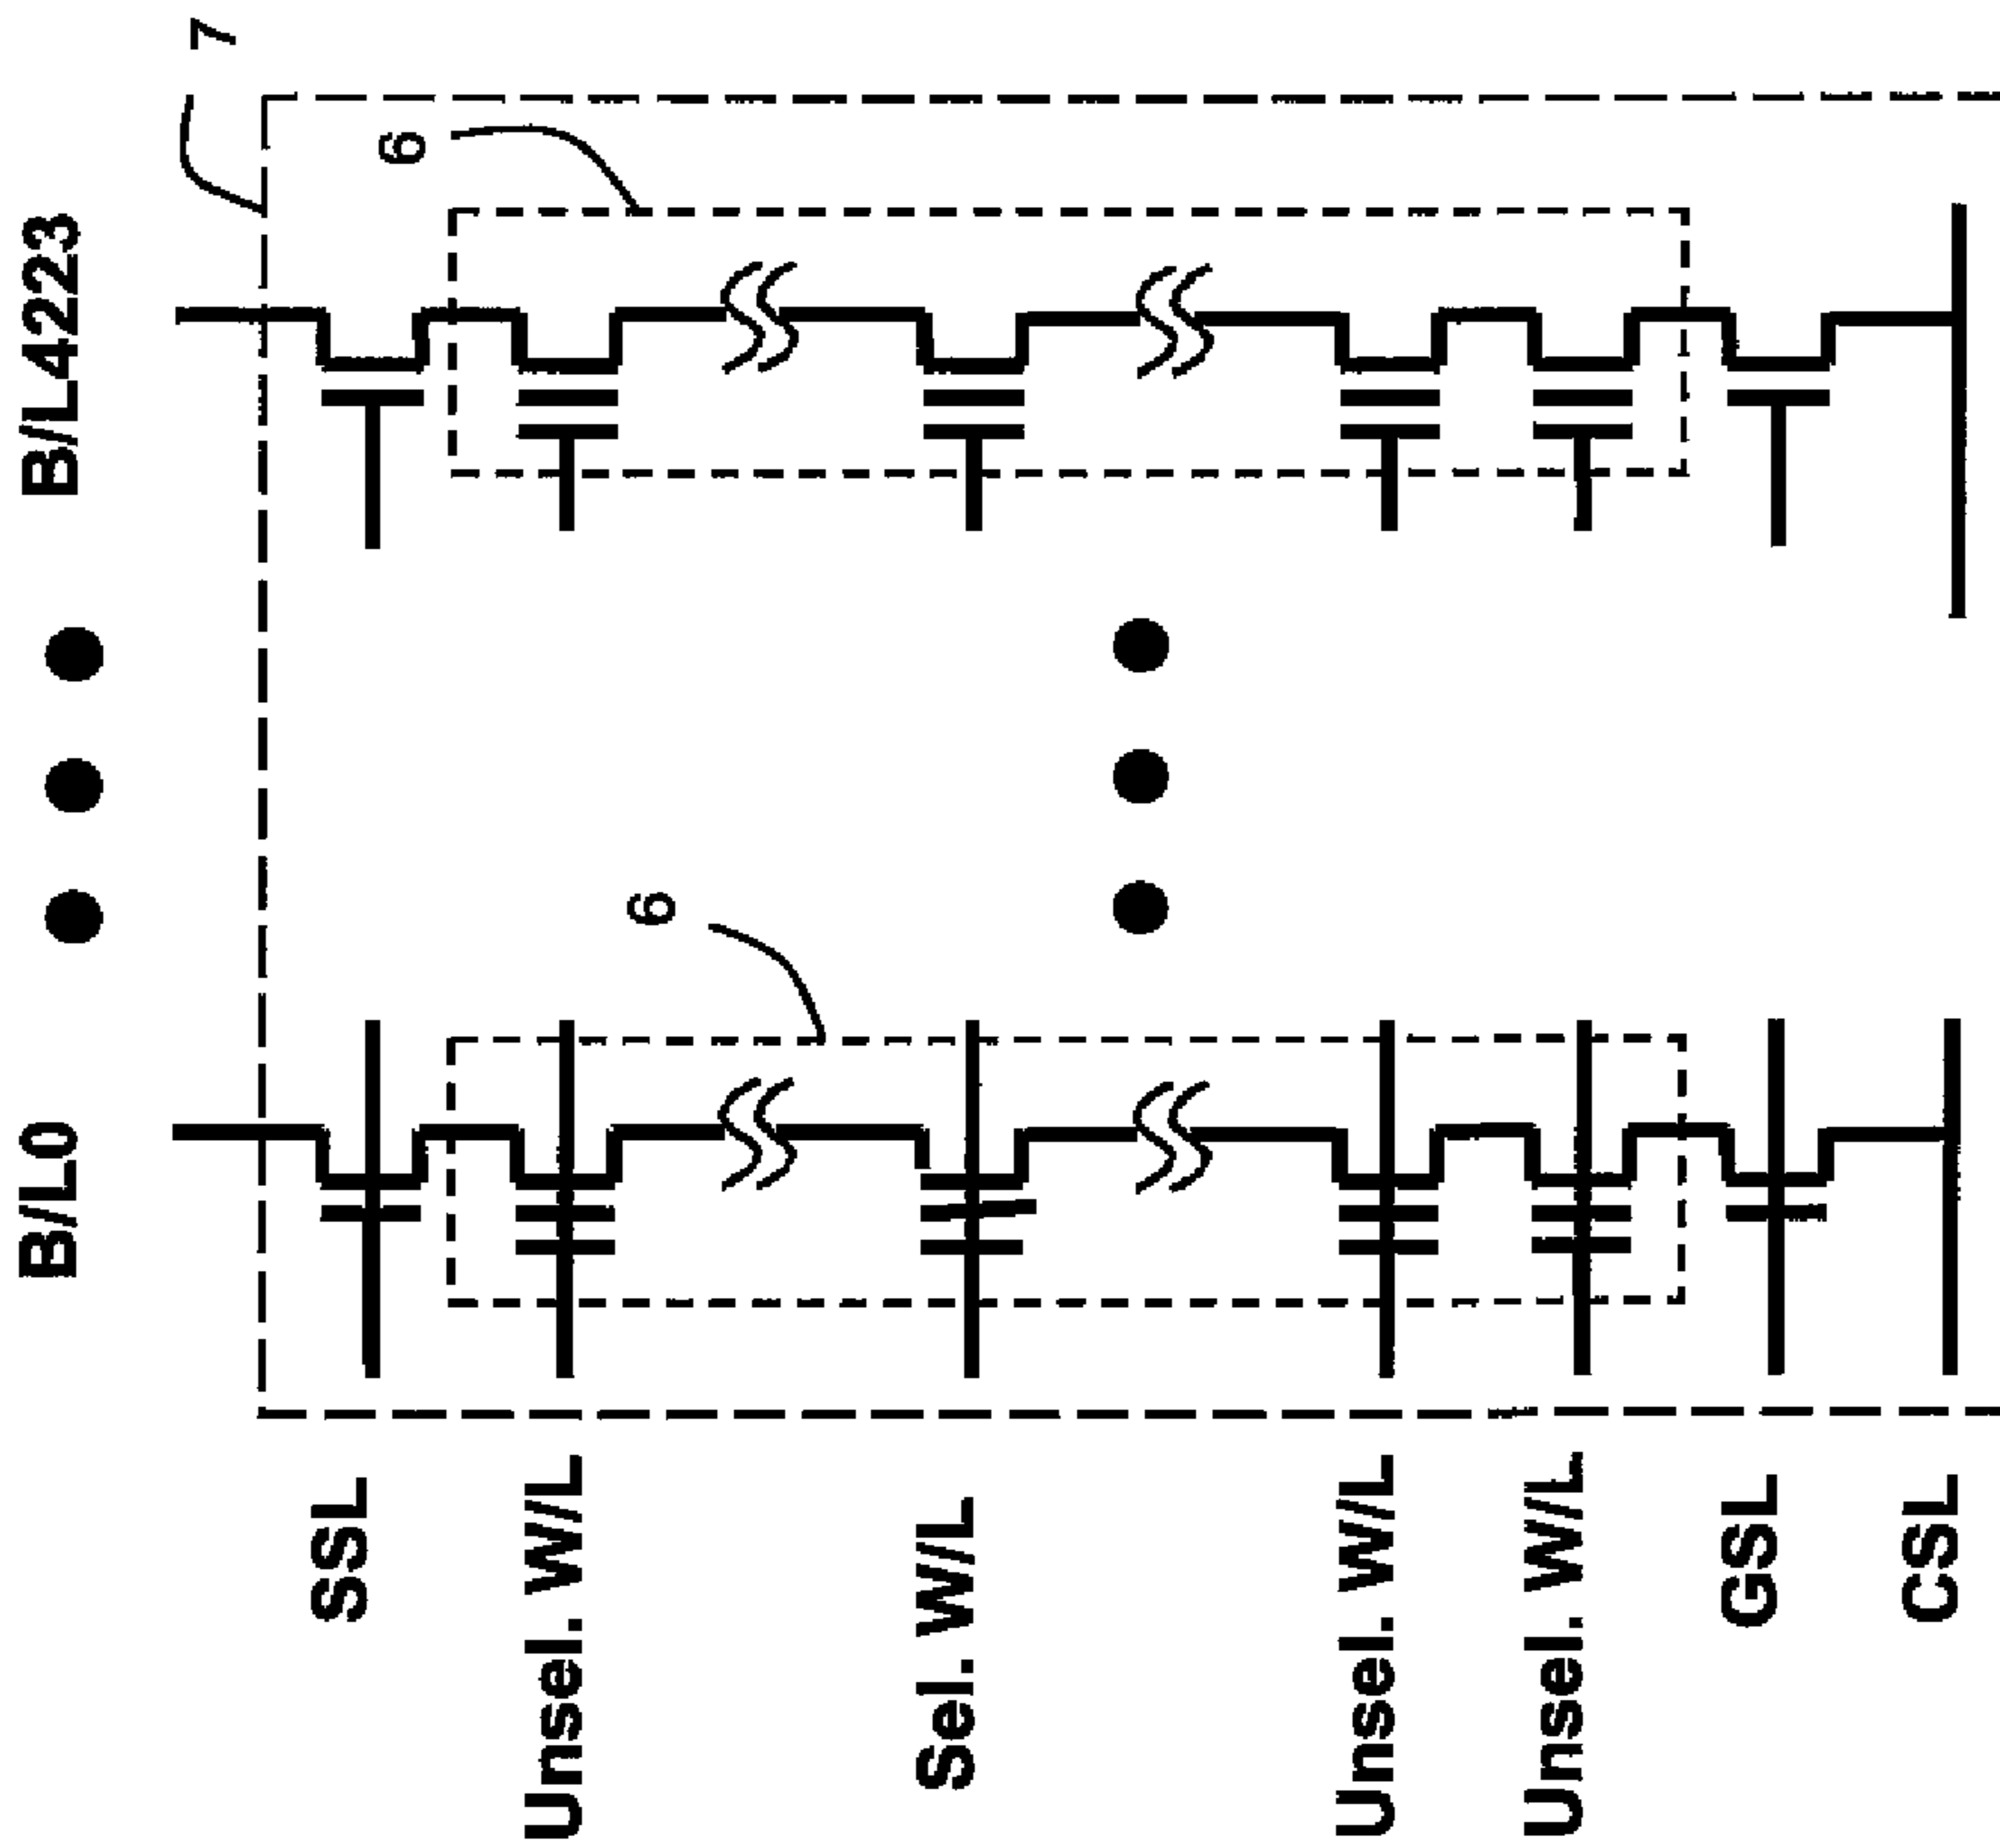 B/L0
B/L4223
7
6
6
SSL
Unsel. W/L
Sel. W/L
Unsel. W/L
Unsel. W/L
GSL
CSL